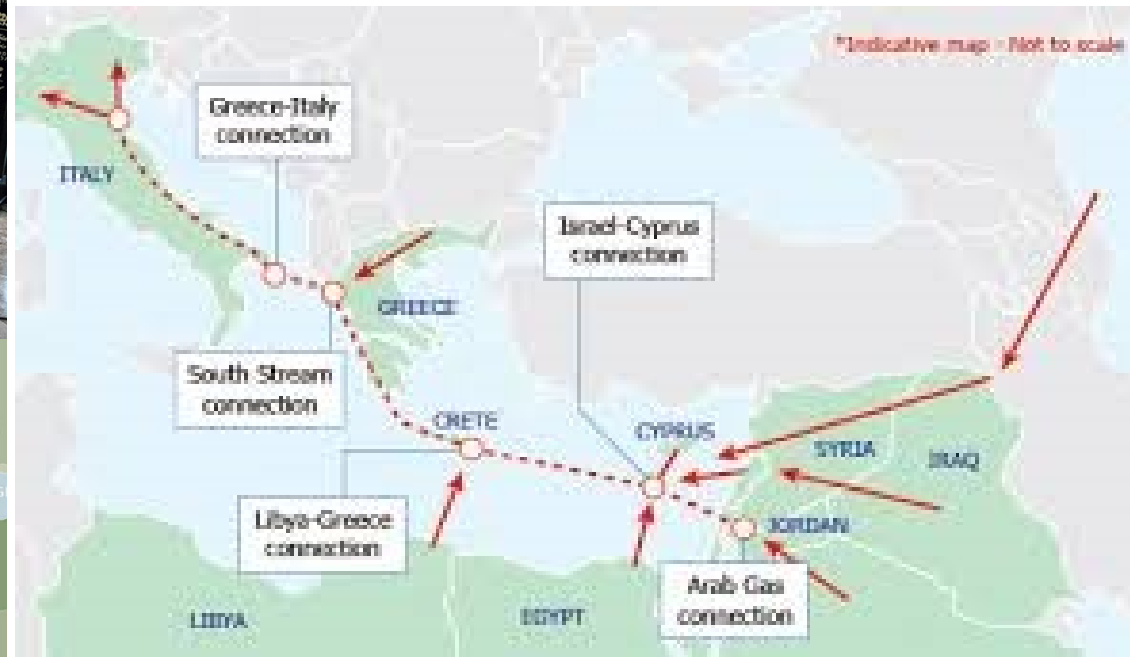 *Indicative map - Not to scale
Greece-Italy
connection
ITALY
Israel-Cyprus
connection
GREECE
South Stream
connection
CRETE
CYPRUS
SYRIA
IRAQ
Libya-Greece
connection
JORDAN
Arab Gas
connection
LIBYA
EGYPT